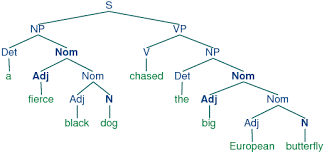 S
NP VP
Det Nom V NP
a Adj Nom chased Det Nom
fierce Adj N the Adj Nom
black dog big Adj N
European butterfly